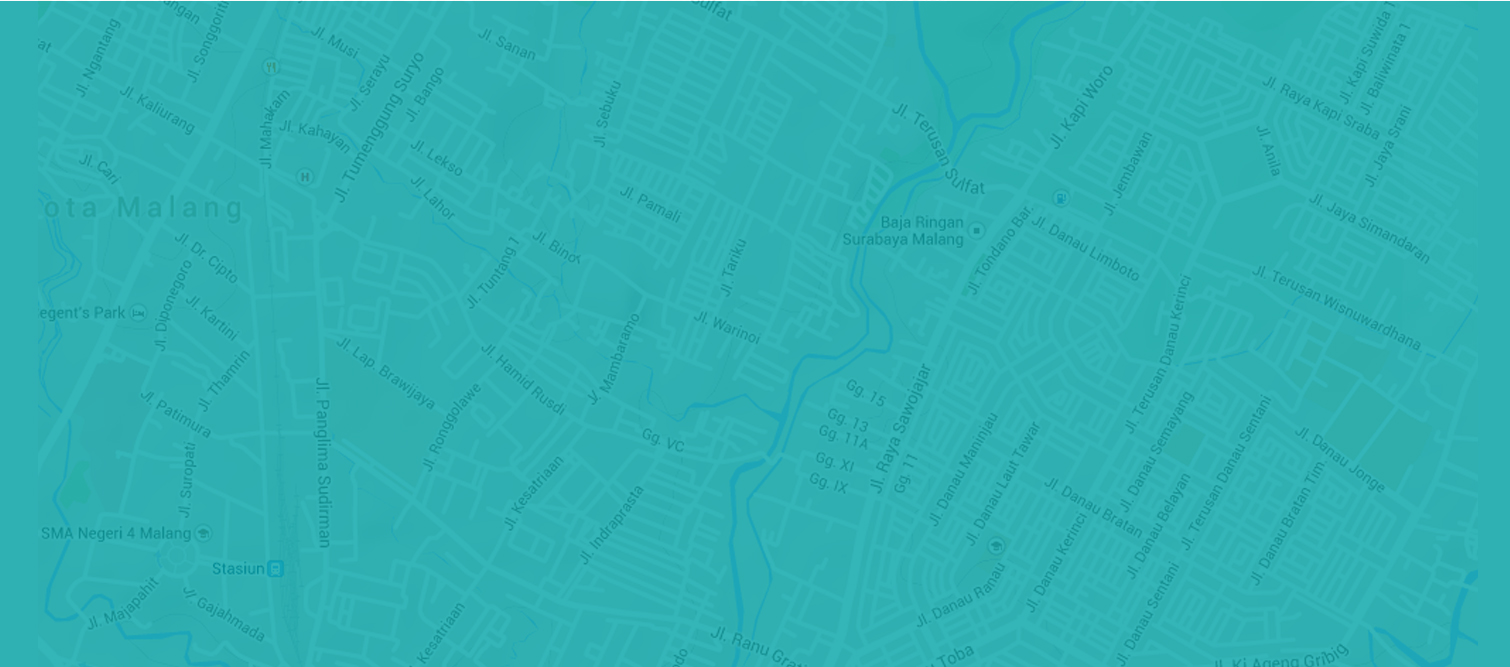 Jl. Ngantang
Jl. Musi
Jl. Sanan
Jl. Serayu
Jl. Bango
Jl. Kaliurang
Jl. Mahakam
Jl. Kahayan
Jl. Tumenggung Suryo
Jl. Sebuku
Jl. Terusan Sulfat
Jl. Kapi Woro
Jl. Raya Kapi Sraba
Jl. Baliwinata 1
Jl. Kapi Suwida 1
Jl. Jaya Srani
Jl. Anila
Jl. Cari
Jl. Lekso
Jl. Lahor
Jl. Pamali
Jl. Jembawan
ota Malang
Baja Ringan
Surabaya Malang
Jl. Tondano Bar.
Jl. Danau Limboto
Jl. Jaya Simandaran
Jl. Dr. Cipto
Jl. Tuntang 1
Jl. Tariku
Jl. Diponegoro
Jl. Kartini
egent's Park
Jl. Warinoi
Jl. Terusan Danau Kerinci
Jl. Terusan Wisnuwardhana
Jl. Thamrin
Jl. Patimura
Jl. Lap. Brawijaya
Jl. Hamid Rusdi
Mambaramo
Jl. Ronggolawe
Jl. Panglima Sudirman
Gg. 15
Gg. 13
Gg. 11A
Gg. XI
Gg. IX
Gg. VC
Jl. Raya Sawojajar
Gg. 11
Jl. Danau Maninjau
Jl. Danau Laut Tawar
Jl. Danau Semayang
Jl. Terusan Danau Sentani
Jl. Danau Jonge
Jl. Suropati
Jl. Kesatriaan
Jl. Indraprasta
Jl. Danau Bratan
Jl. Danau Belayan
Jl. Danau Bratan Tim.
SMA Negeri 4 Malang
Stasiun
Jl. Majapahit
Gajahmada
Kesatriaan
Jl. Danau Ranau
Jl. Danau Kerinci
Jl. Danau Sentani
Jl. Ranu Grati
Toba
Jl. Ki Ageng Gribig